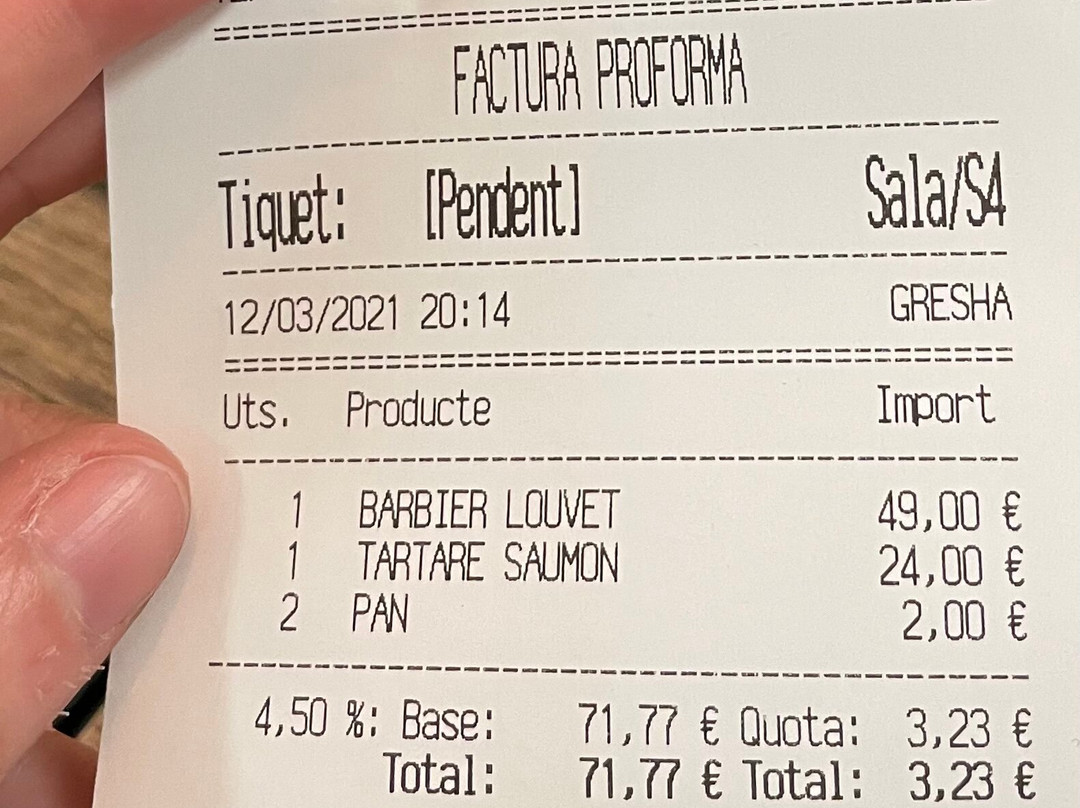 FACTURA PROFORMA
Tiquet: [Pendent] Sala/S4
12/03/2021 20:14 GRESHA
Uts. Producte Import
1 BARBIER LOUVET 49,00 €
1 TARTARE SAUMON 24,00 €
2 PAN 2,00 €
4,50 %: Base: 71,77 € Quota: 3,23 €
Total: 71,77 € Total: 3,23 €